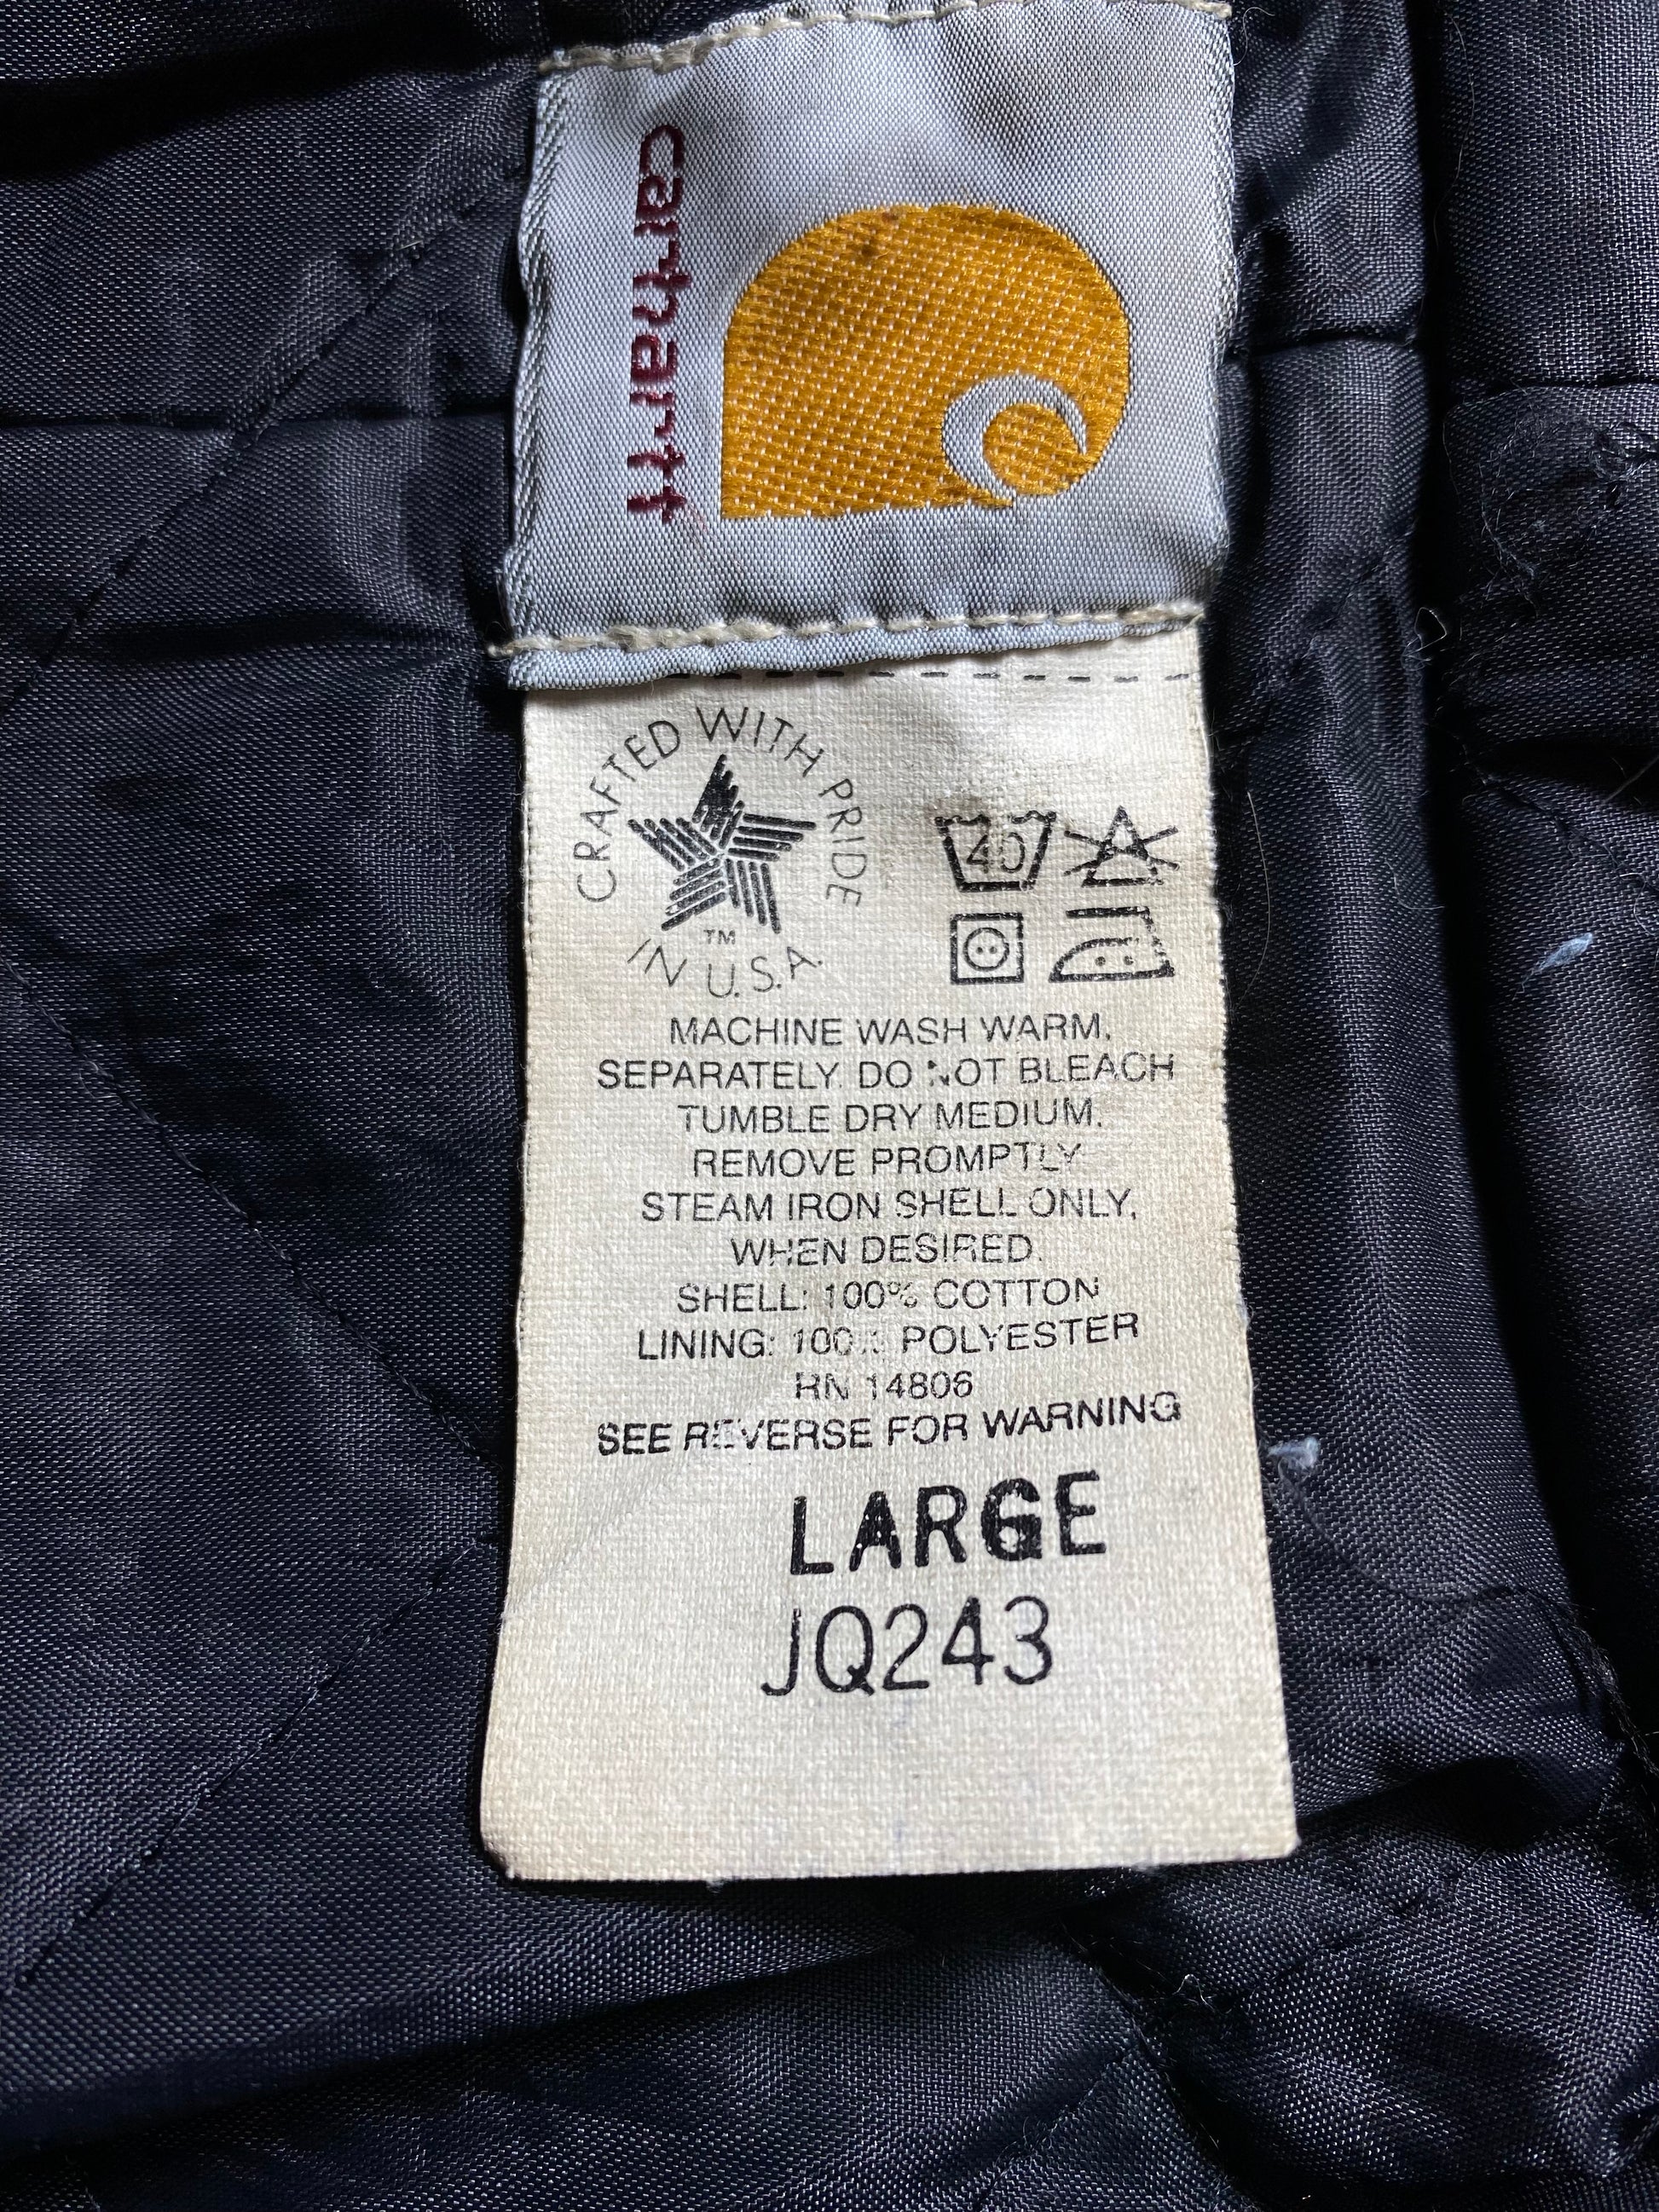 carhartt
CRAFTED WITH PRIDE
TM
IN U.S.A.
40
MACHINE WASH WARM,
SEPARATELY. DO NOT BLEACH
TUMBLE DRY MEDIUM.
REMOVE PROMPTLY
STEAM IRON SHELL ONLY,
WHEN DESIRED.
SHELL: 100% COTTON
LINING: 100% POLYESTER
RN 14806
SEE REVERSE FOR WARNING
LARGE
JQ243